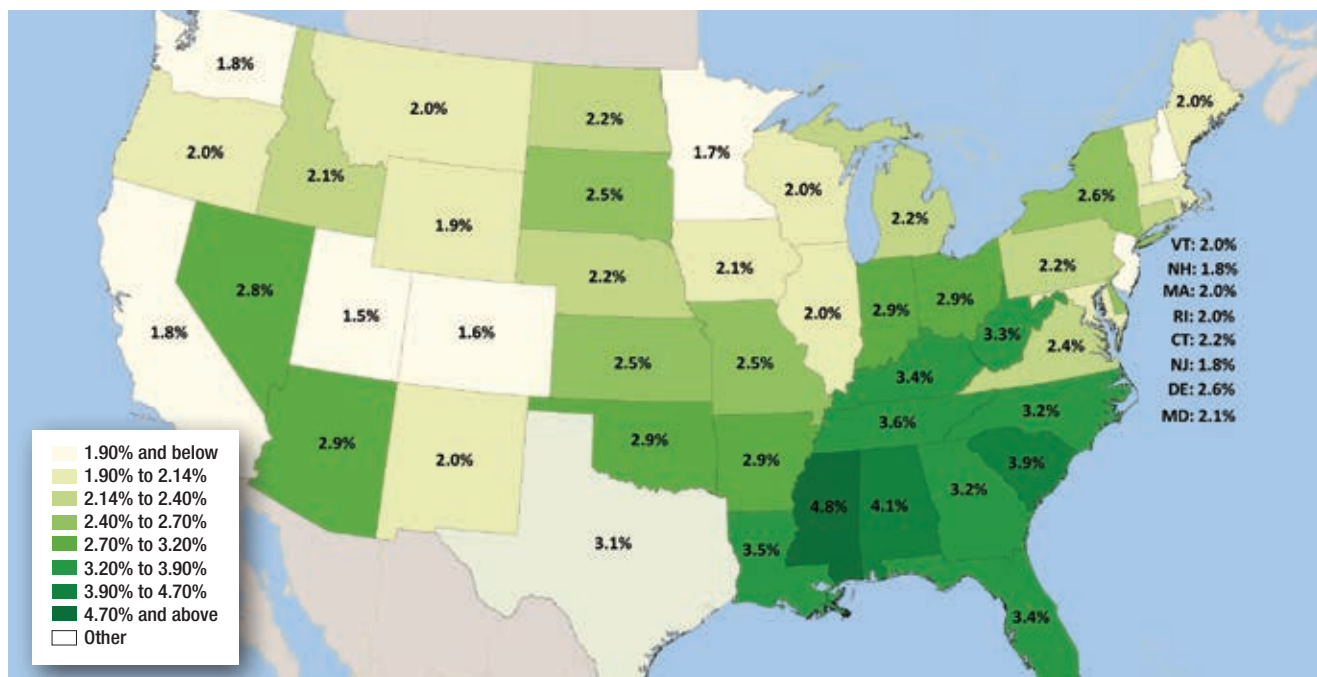 1.8%
2.0%
2.2%
1.7%
2.0%
2.0%
2.1%
2.5%
2.0%
2.2%
2.6%
1.9%
2.8%
2.2%
2.1%
2.2%
VT: 2.0%
NH: 1.8%
MA: 2.0%
RI: 2.0%
CT: 2.2%
NJ: 1.8%
DE: 2.6%
MD: 2.1%
1.8%
1.5%
1.6%
2.0%
2.9%
2.9%
3.3%
2.4%
2.5%
2.5%
3.4%
3.6%
3.2%
2.9%
2.0%
2.9%
2.9%
3.9%
3.2%
4.8%
4.1%
3.1%
3.5%
3.4%
1.90% and below
1.90% to 2.14%
2.14% to 2.40%
2.40% to 2.70%
2.70% to 3.20%
3.20% to 3.90%
3.90% to 4.70%
4.70% and above
Other